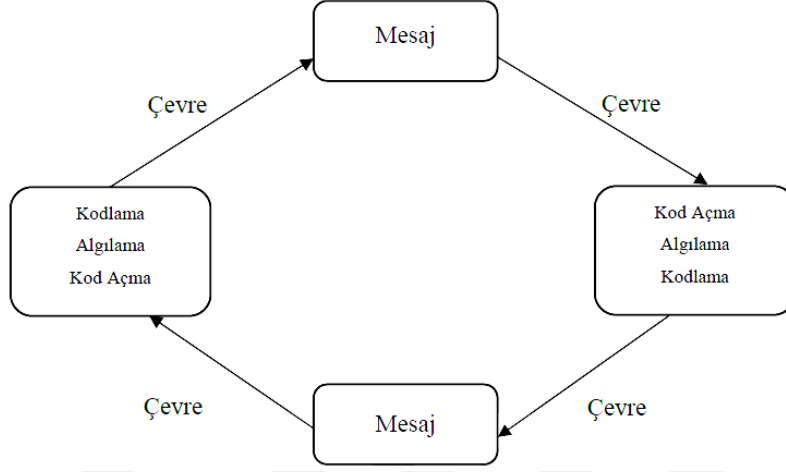 Mesaj
Çevre
Çevre
Kodlama
Algılama
Kod Açma
Kod Açma
Algılama
Kodlama
Çevre
Çevre
Mesaj